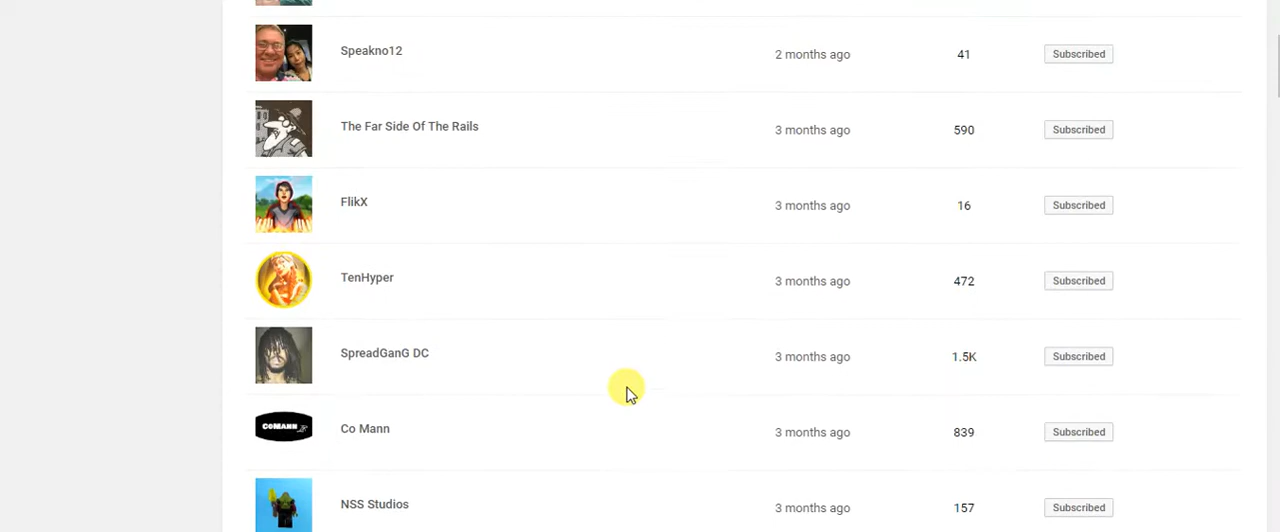 Speakno12 2 months ago 41 Subscribed
The Far Side Of The Rails 3 months ago 590 Subscribed
FlikX 3 months ago 16 Subscribed
TenHyper 3 months ago 472 Subscribed
SpreadGanG DC 3 months ago 1.5K Subscribed
COMANN Co Mann 3 months ago 839 Subscribed
NSS Studios 3 months ago 157 Subscribed